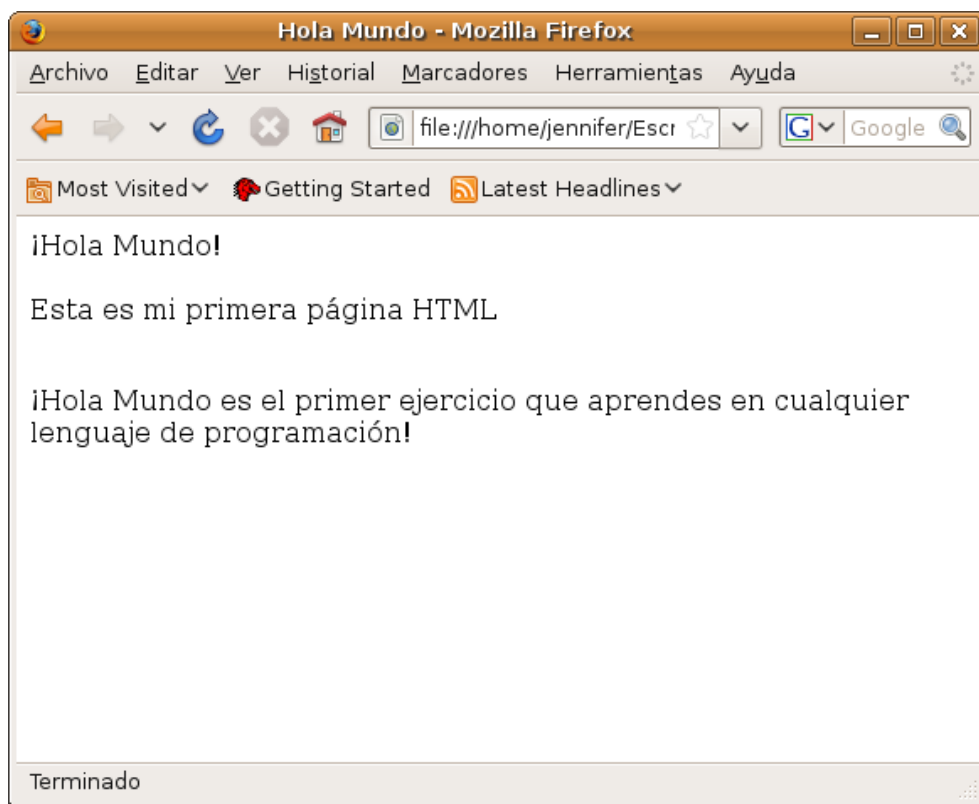 Hola Mundo - Mozilla Firefox
Archivo Editar Ver Historial Marcadores Herramientas Ayuda
file:///home/jennifer/Escr G Google
Most Visited Getting Started Latest Headlines
¡Hola Mundo!
Esta es mi primera página HTML
¡Hola Mundo es el primer ejercicio que aprendes en cualquier
lenguaje de programación!
Terminado